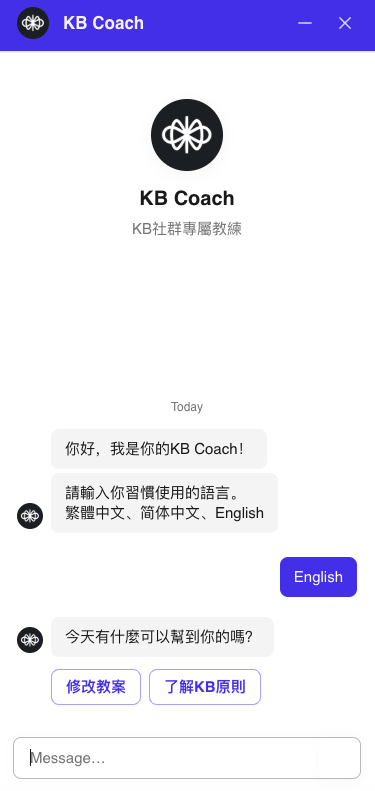 KB Coach
KB Coach
KB社群專屬教練
Today
你好，我是你的KB Coach！
請輸入你習慣使用的語言。
繁體中文、简体中文、English
English
今天有什麼可以幫到你的嗎？
修改教案
了解KB原則
Message...